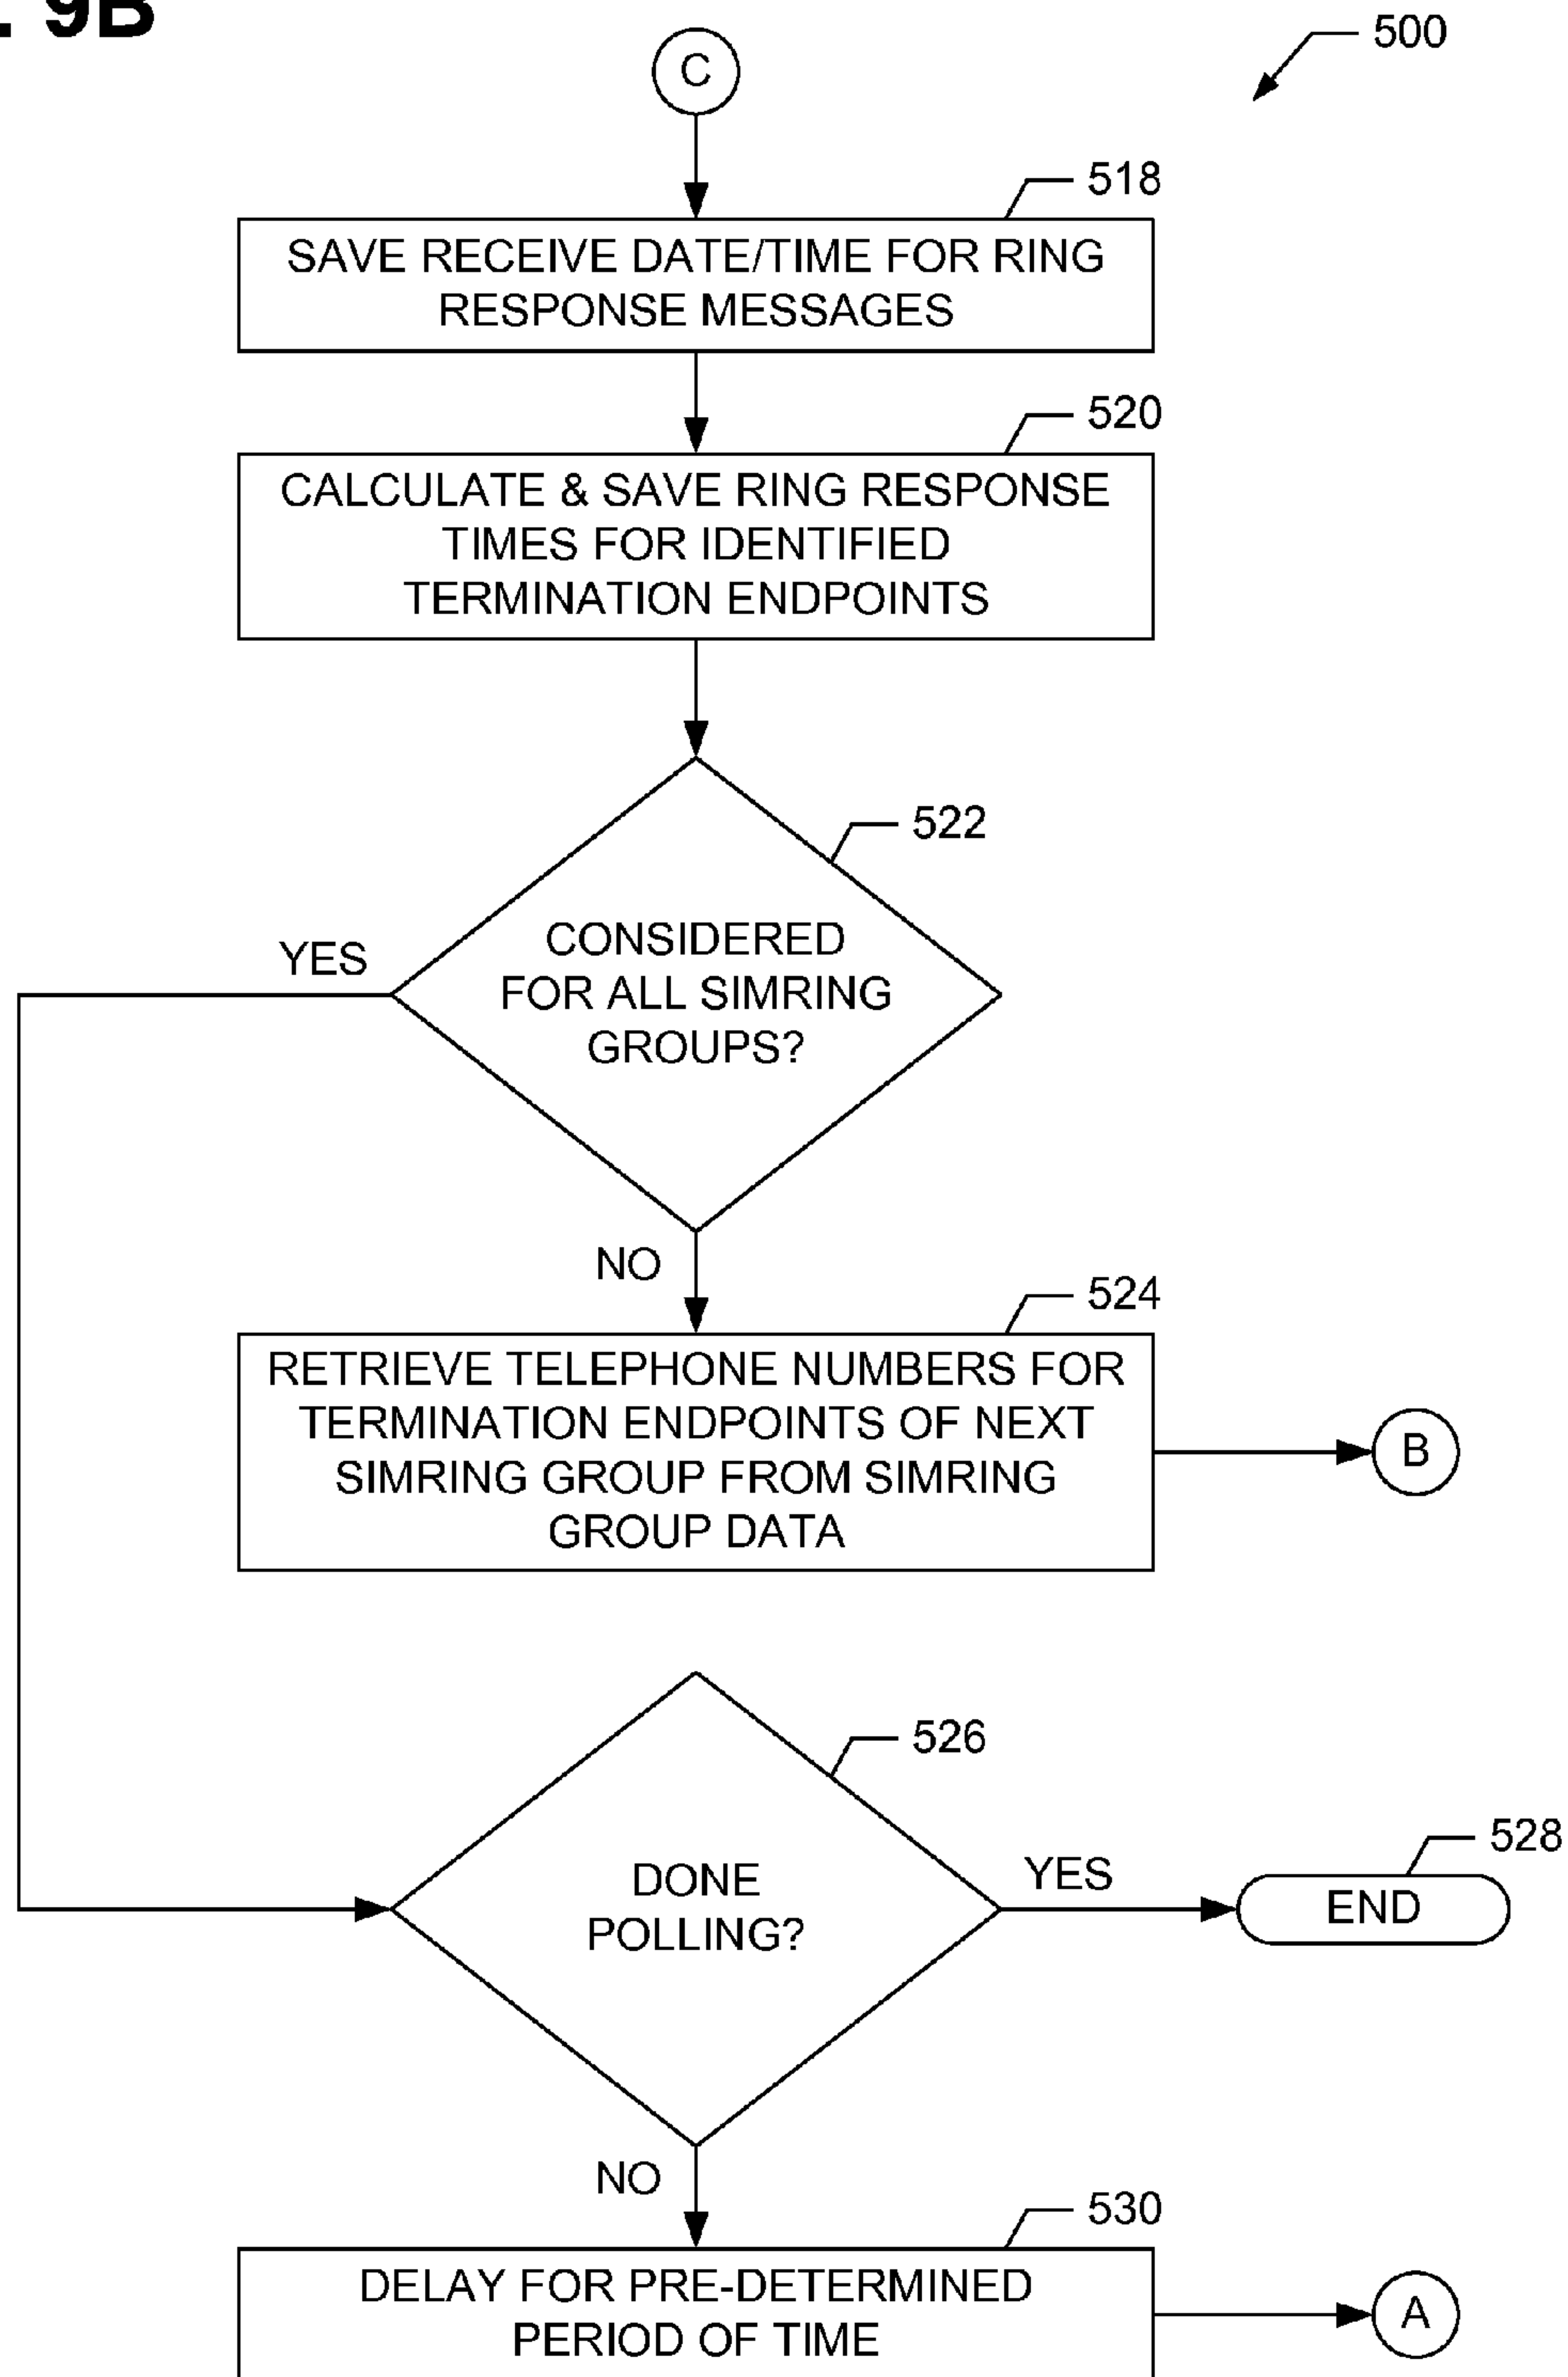 . 9B
500
C
518
SAVE RECEIVE DATE/TIME FOR RING
RESPONSE MESSAGES
520
CALCULATE & SAVE RING RESPONSE
TIMES FOR IDENTIFIED
TERMINATION ENDPOINTS
522
CONSIDERED
FOR ALL SIMRING
GROUPS?
YES
NO
524
RETRIEVE TELEPHONE NUMBERS FOR
TERMINATION ENDPOINTS OF NEXT
SIMRING GROUP FROM SIMRING
GROUP DATA
B
526
DONE
POLLING?
YES
528
END
NO
530
DELAY FOR PRE-DETERMINED
PERIOD OF TIME
A